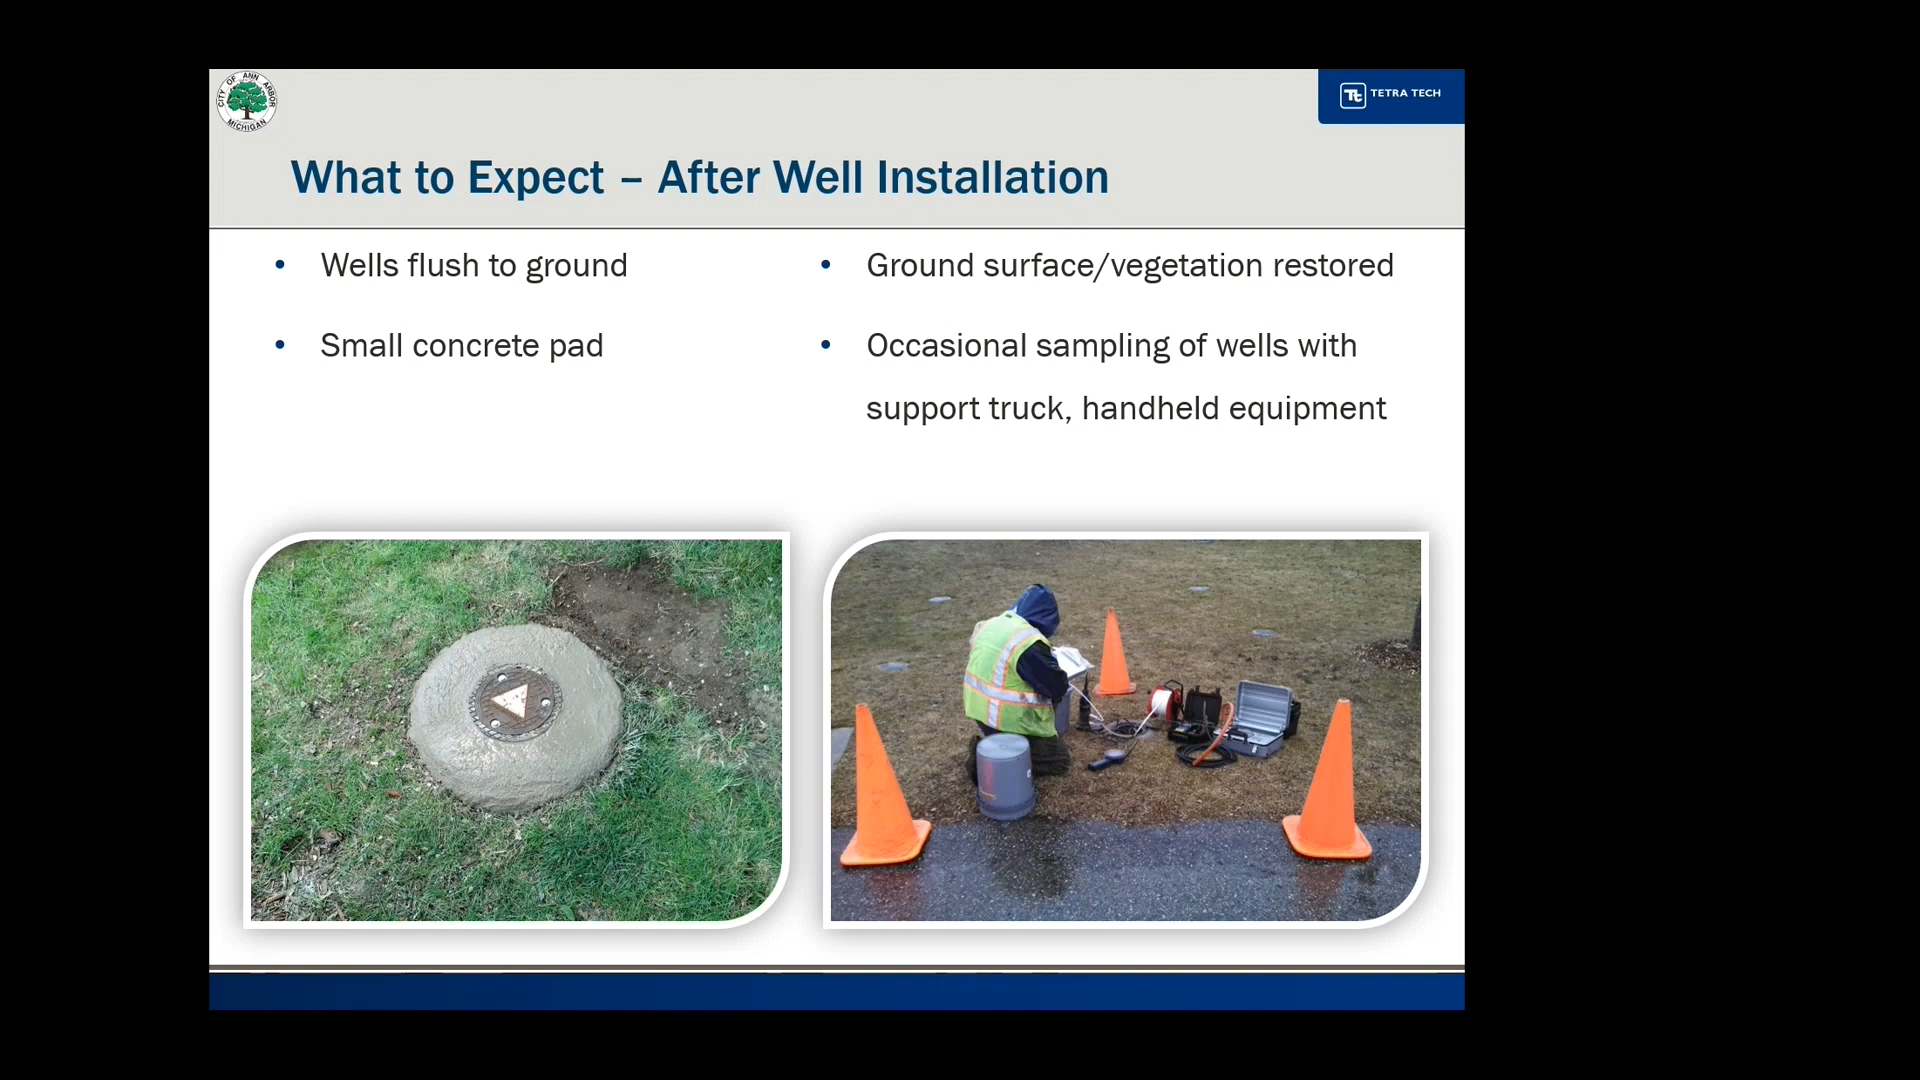 CITY OF ANN ARBOR
MICHIGAN
Tt TETRA TECH
What to Expect – After Well Installation
• Wells flush to ground
• Small concrete pad
• Ground surface/vegetation restored
• Occasional sampling of wells with
support truck, handheld equipment